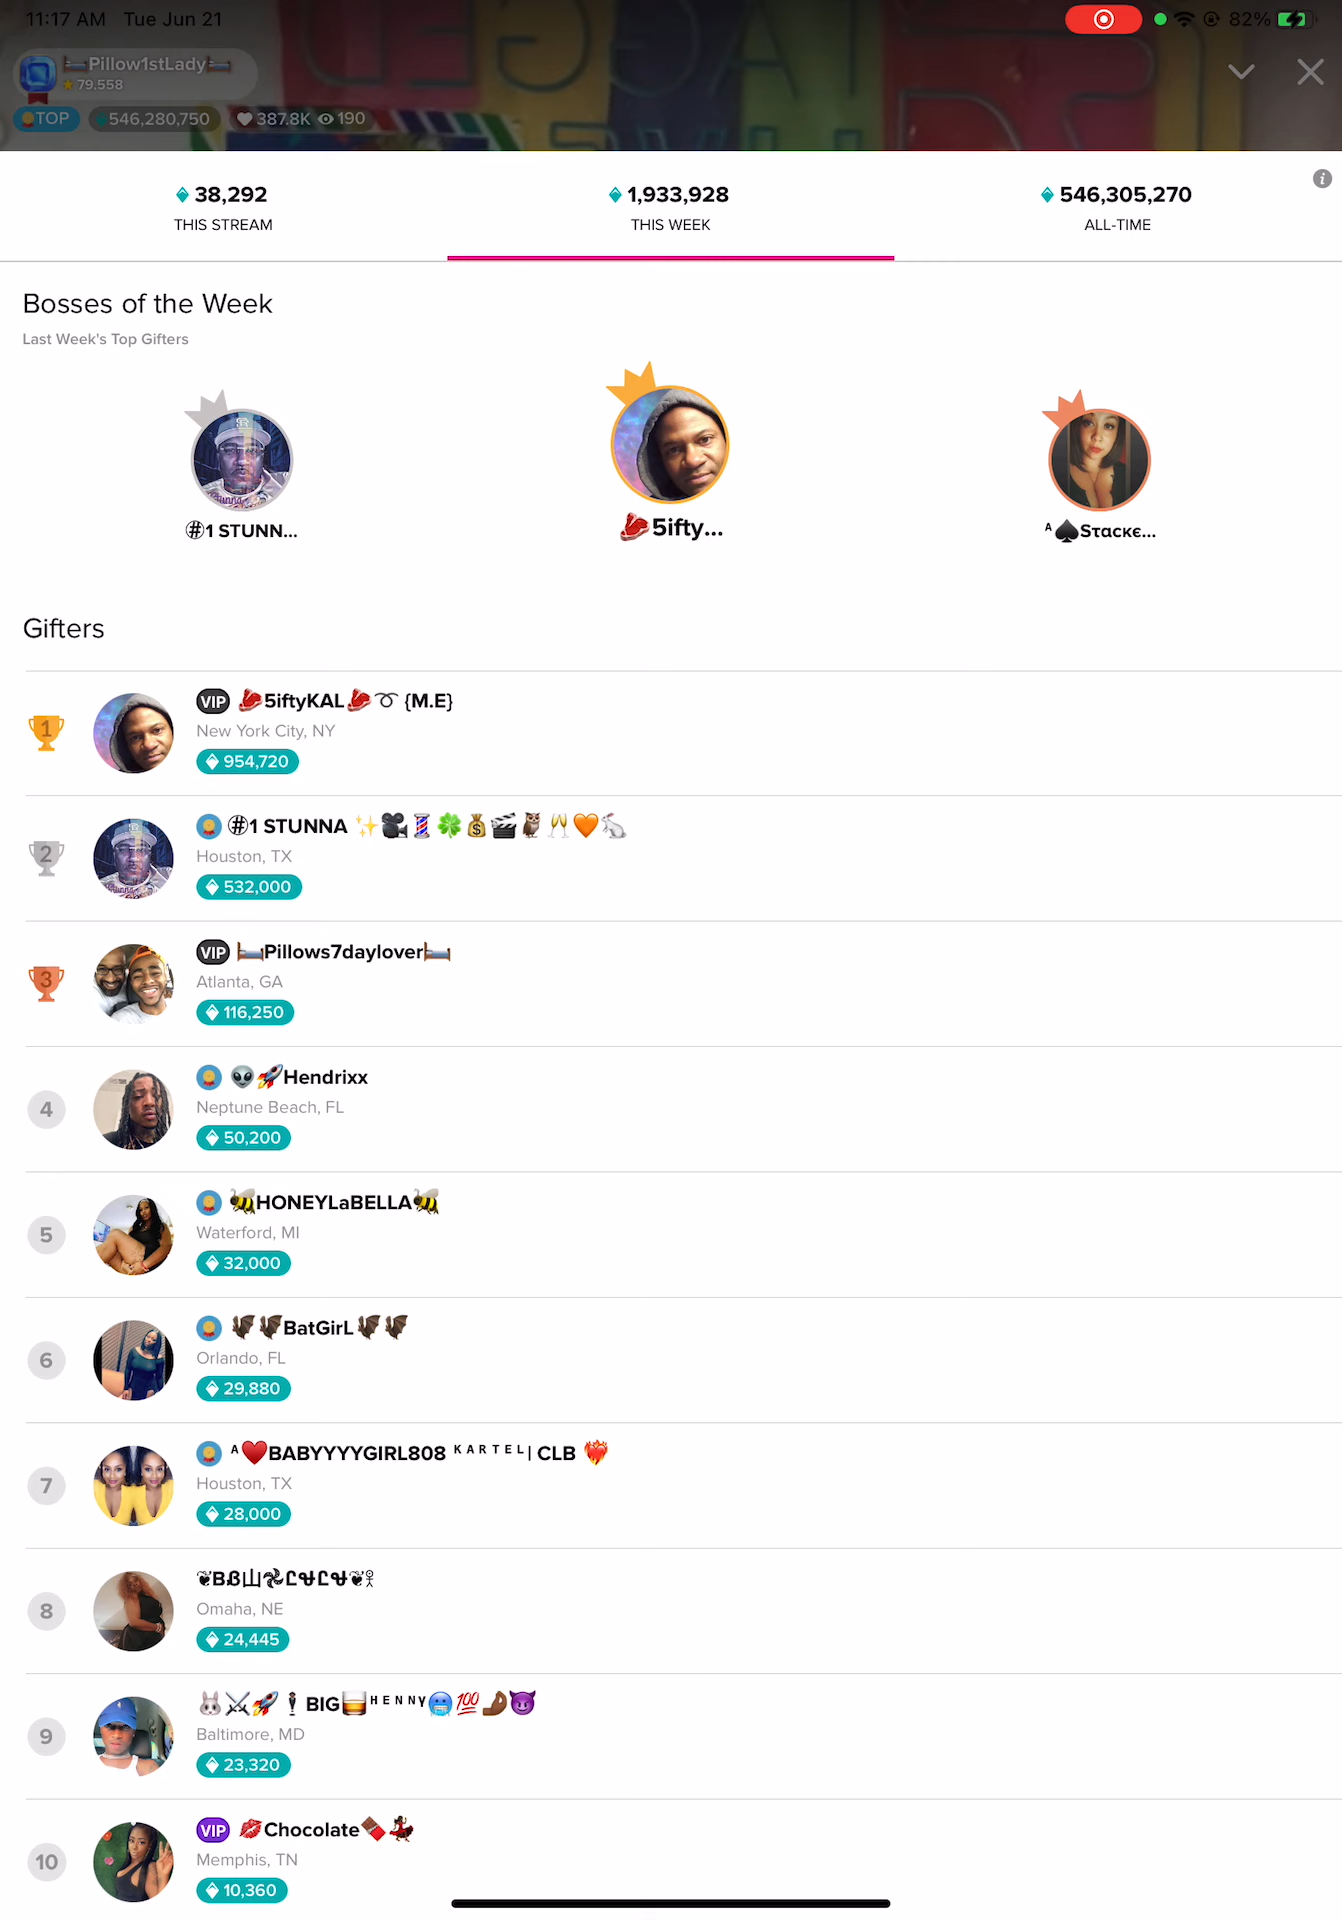 11:17 AM Tue Jun 21
82%
🛏Pillow1stLady🛏
79.558
TOP 546,280,750 387.8K 190
38,292
THIS STREAM
1,933,928
THIS WEEK
546,305,270
ALL-TIME
Bosses of the Week
Last Week's Top Gifters
#️1 STUNN...
🥩5ifty...
ᴬ♠️Sταcκє...
Gifters
1
VIP 🥩5iftyKAL🥩➰ {M.E}
New York City, NY
954,720
2
#️1 STUNNA ✨🎥💈🍀💰🎬🦉🥂🧡🐇
Houston, TX
532,000
3
VIP 🛏Pillows7daylover🛏
Atlanta, GA
116,250
4
👽🚀Hendrixx
Neptune Beach, FL
50,200
5
🐝HONEYLaBELLA🐝
Waterford, MI
32,000
6
🦇🦇BatGirL🦇🦇
Orlando, FL
29,880
7
ᴬ♥️BABYYYYGIRL808 ᴷᴬᴿᵀᴱᴸ| CLB ❤️‍🔥
Houston, TX
28,000
8
Omaha, NE
24,445
9
🐰⚔️🚀🕴BIG🥃ᴴᴱᴺᴺᵞ🥶💯🤌🏾😈
Baltimore, MD
23,320
10
VIP 💋Chocolate🍫💃🏿
Memphis, TN
10,360